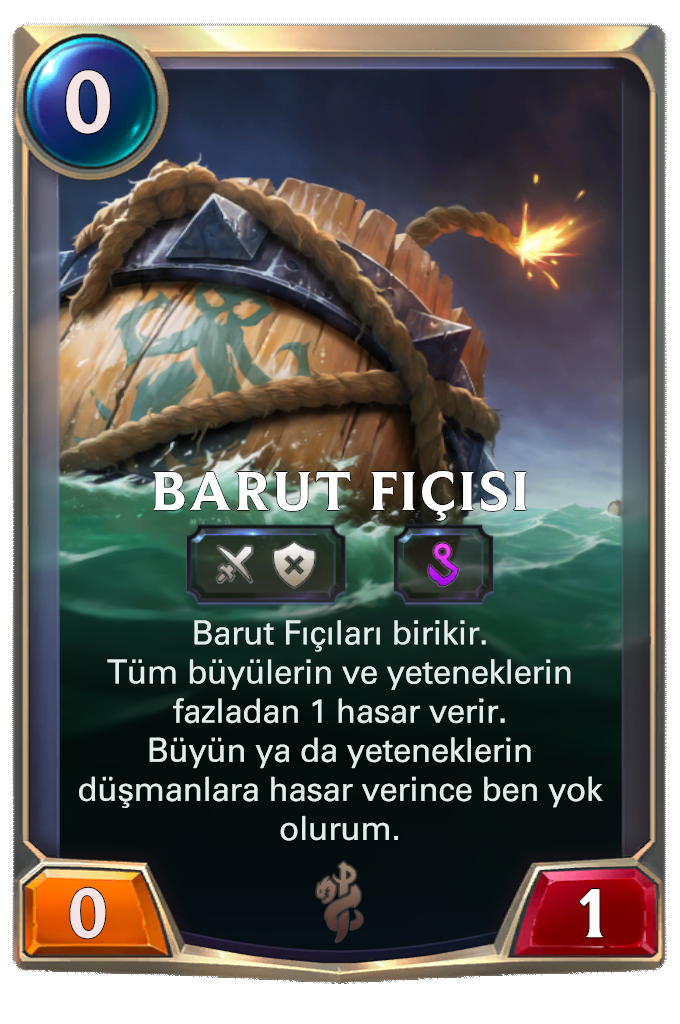 0
BARUT FIÇISI
Barut Fıçıları birikir.
Tüm büyülerin ve yeteneklerin
fazladan 1 hasar verir.
Büyün ya da yeteneklerin
düşmanlara hasar verince ben yok
olurum.
0
1